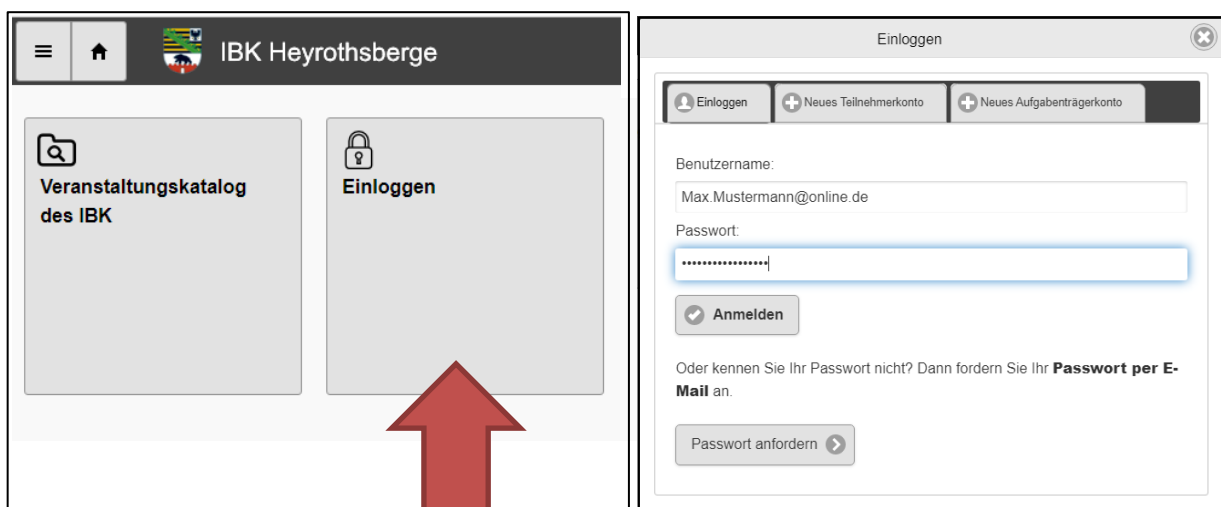 IBK Heyrothsberge
Veranstaltungskatalog
des IBK
Einloggen
Einloggen
Einloggen
Neues Teilnehmerkonto
Neues Aufgabenträgerkonto
Benutzername:
Max.Mustermann@online.de
Passwort:
•••••••••••••••••
Anmelden
Oder kennen Sie Ihr Passwort nicht? Dann fordern Sie Ihr Passwort per E-
Mail an.
Passwort anfordern